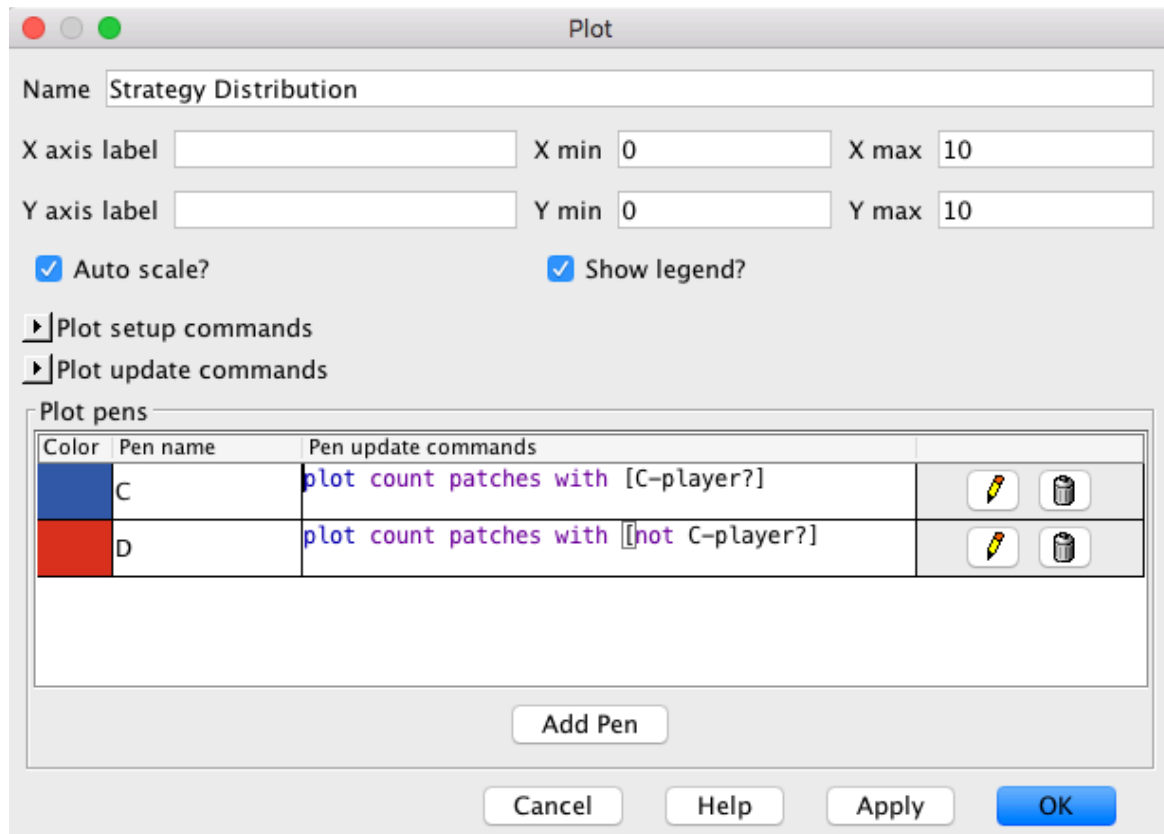 Plot
Name Strategy Distribution
X axis label X min 0 X max 10
Y axis label Y min 0 Y max 10
Auto scale? Show legend?
Plot setup commands
Plot update commands
Plot pens
Color Pen name Pen update commands
C plot count patches with [C-player?]
D plot count patches with [not C-player?]
Add Pen
Cancel Help Apply OK